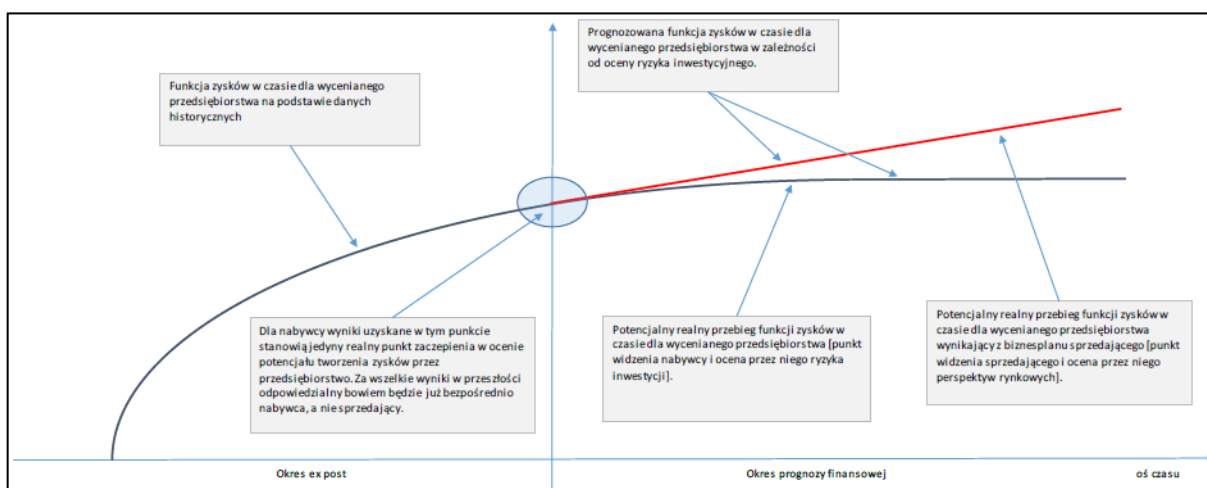 Prognozowana funkcja zysków w czasie dla
wycenianego przedsiębiorstwa w zależności
od oceny ryzyka inwestycyjnego.
Funkcja zysków w czasie dla wycenianego
przedsiębiorstwa na podstawie danych
historycznych
Dla nabywcy wyniki uzyskane w tym punkcie
stanowią jedyny realny punkt zaczepienia w ocenie
potencjału tworzenia zysków przez
przedsiębiorstwo. Za wszelkie wyniki w przeszłości
odpowiedzialny bowiem będzie już bezpośrednio
nabywca, a nie sprzedający.
Potencjalny realny przebieg funkcji zysków w
czasie dla wycenianego przedsiębiorstwa [punkt
widzenia nabywcy i ocena przez niego ryzyka
inwestycji].
Potencjalny realny przebieg funkcji zysków w
czasie dla wycenianego przedsiębiorstwa
wynikający z biznesplanu sprzedającego [punkt
widzenia sprzedającego i ocena przez niego
perspektyw rynkowych].
Okres ex post
Okres prognozy finansowej
oś czasu